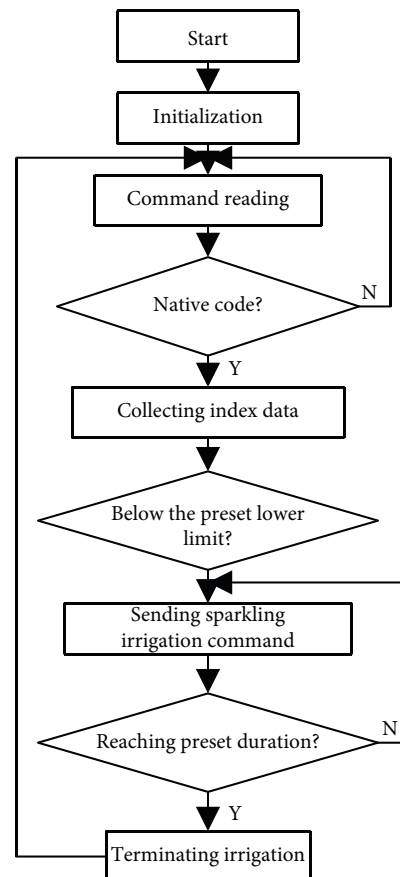 Start
Initialization
Command reading
Native code?
N
Y
Collecting index data
Below the preset lower
limit?
Sending sparkling
irrigation command
Reaching preset duration?
N
Y
Terminating irrigation